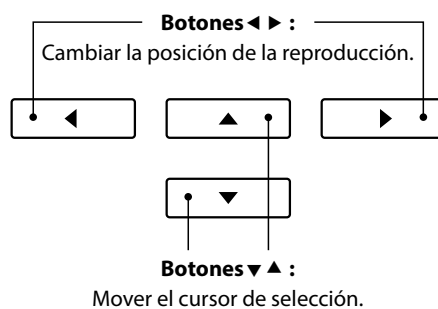 Botones ◀ ▶ :
Cambiar la posición de la reproducción.
Botones ▼ ▲ :
Mover el cursor de selección.